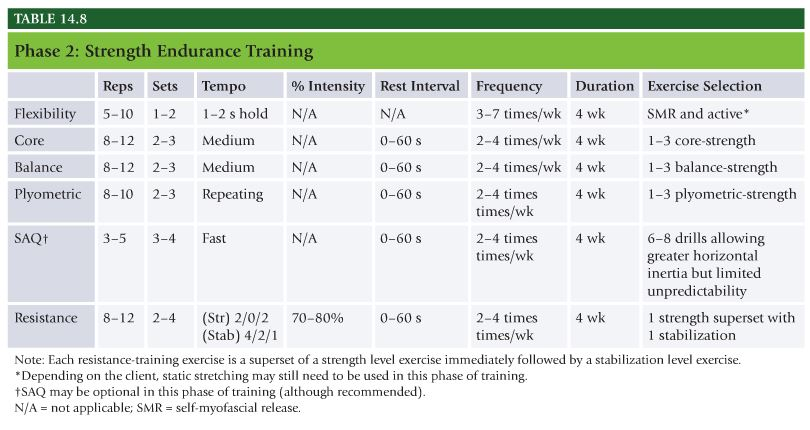 TABLE 14.8
Phase 2: Strength Endurance Training
Reps Sets Tempo % Intensity Rest Interval Frequency Duration Exercise Selection
Flexibility 5–10 1–2 1–2 s hold N/A N/A 3–7 times/wk 4 wk SMR and active*
Core 8–12 2–3 Medium N/A 0–60 s 2–4 times/wk 4 wk 1–3 core-strength
Balance 8–12 2–3 Medium N/A 0–60 s 2–4 times/wk 4 wk 1–3 balance-strength
Plyometric 8–10 2–3 Repeating N/A 0–60 s 2–4 times 4 wk 1–3 plyometric-strength
times/wk
SAQ† 3–5 3–4 Fast N/A 0–60 s 2–4 times 4 wk 6–8 drills allowing
times/wk greater horizontal
inertia but limited
unpredictability
Resistance 8–12 2–4 (Str) 2/0/2 70–80% 0–60 s 2–4 times 4 wk 1 strength superset with
(Stab) 4/2/1 times/wk 1 stabilization
Note: Each resistance-training exercise is a superset of a strength level exercise immediately followed by a stabilization level exercise.
*Depending on the client, static stretching may still need to be used in this phase of training.
†SAQ may be optional in this phase of training (although recommended).
N/A = not applicable; SMR = self-myofascial release.